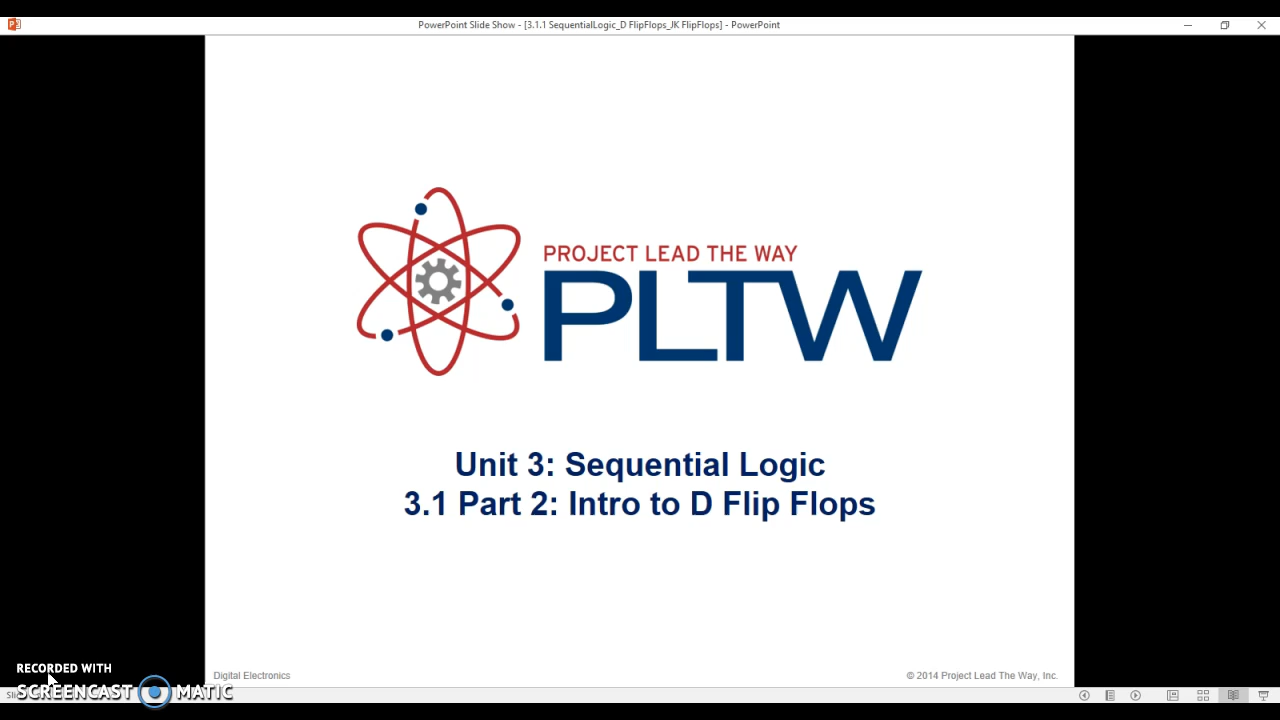 PowerPoint Slide Show - [3.1.1 SequentialLogic_D FlipFlops_JK FlipFlops] - PowerPoint
PROJECT LEAD THE WAY
PLTW
Unit 3: Sequential Logic
3.1 Part 2: Intro to D Flip Flops
Digital Electronics
© 2014 Project Lead The Way, Inc.
RECORDED WITH
SCREENCAST MATIC